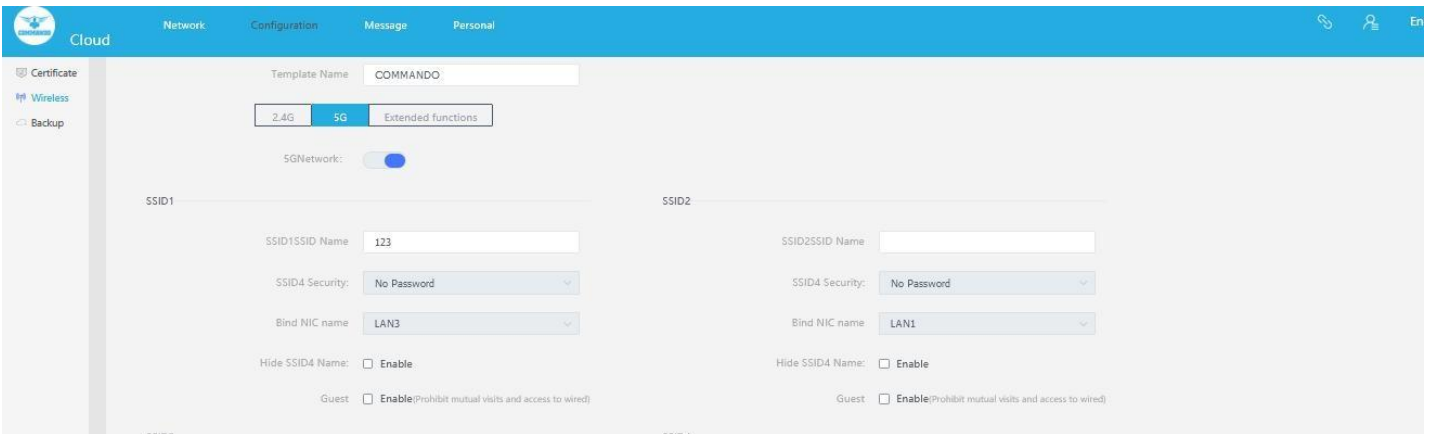 COMMANDO Cloud Network Configuration Message Personal En
Certificate
Wireless
Backup
Template Name COMMANDO
2.4G 5G Extended functions
5GNetwork:
SSID1 SSID2
SSID1SSID Name 123 SSID2SSID Name
SSID4 Security: No Password SSID4 Security: No Password
Bind NIC name LAN3 Bind NIC name LAN1
Hide SSID4 Name: Enable Hide SSID4 Name: Enable
Guest Enable(Prohibit mutual visits and access to wired) Guest Enable(Prohibit mutual visits and access to wired)